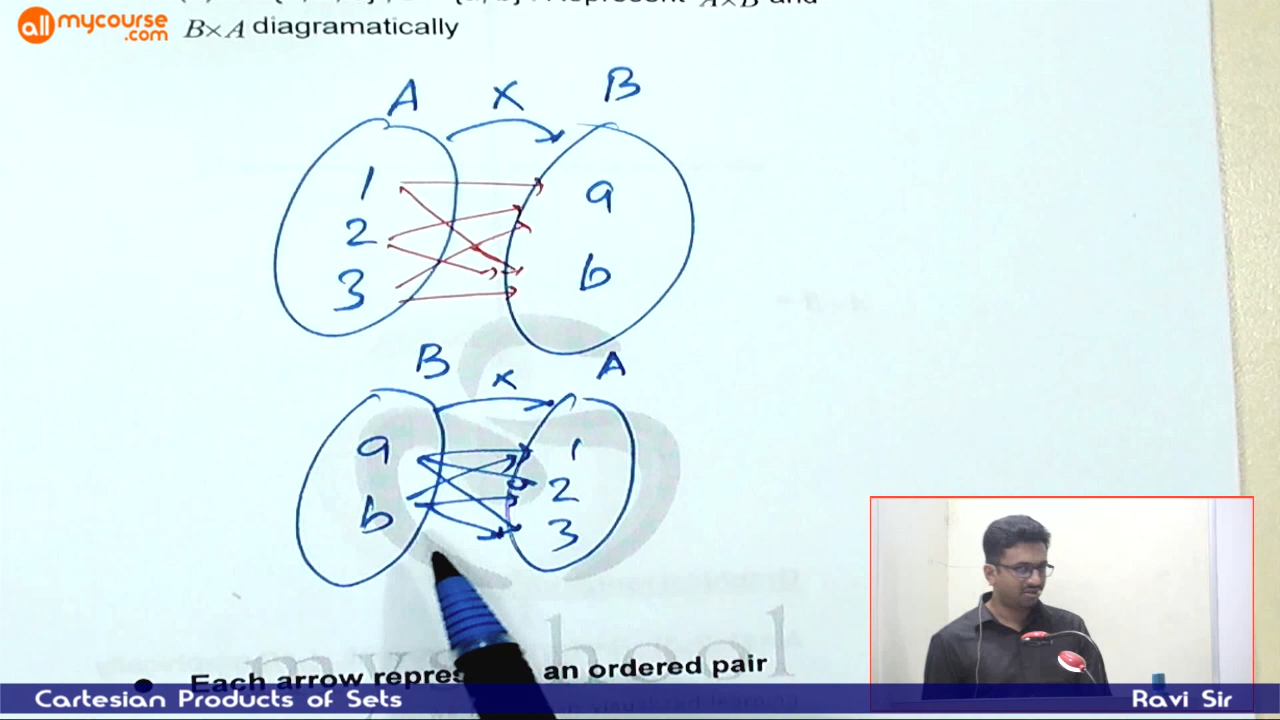 all mycourse
.com
B×A diagramatically
A × B
1
2
3
a
b
B × A
a
b
1
2
3
Each arrow an ordered pair
myschool
Cartesian Products of Sets
Ravi Sir